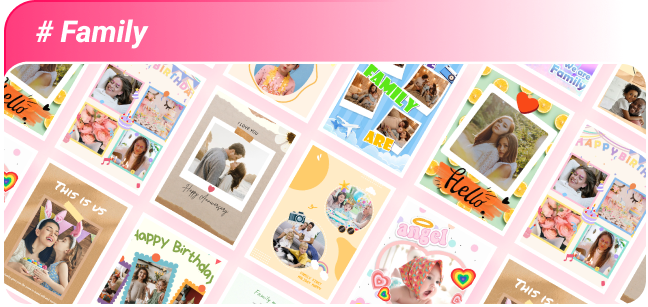 # Family
We are
Family
BIRTHDAY
FAMILY
ARE
Hello.
I LOVE YOU
Happy Anniversary
Hello
HAPPY BIRTH
THIS IS US
Happy Birthday
angel
THIS IS